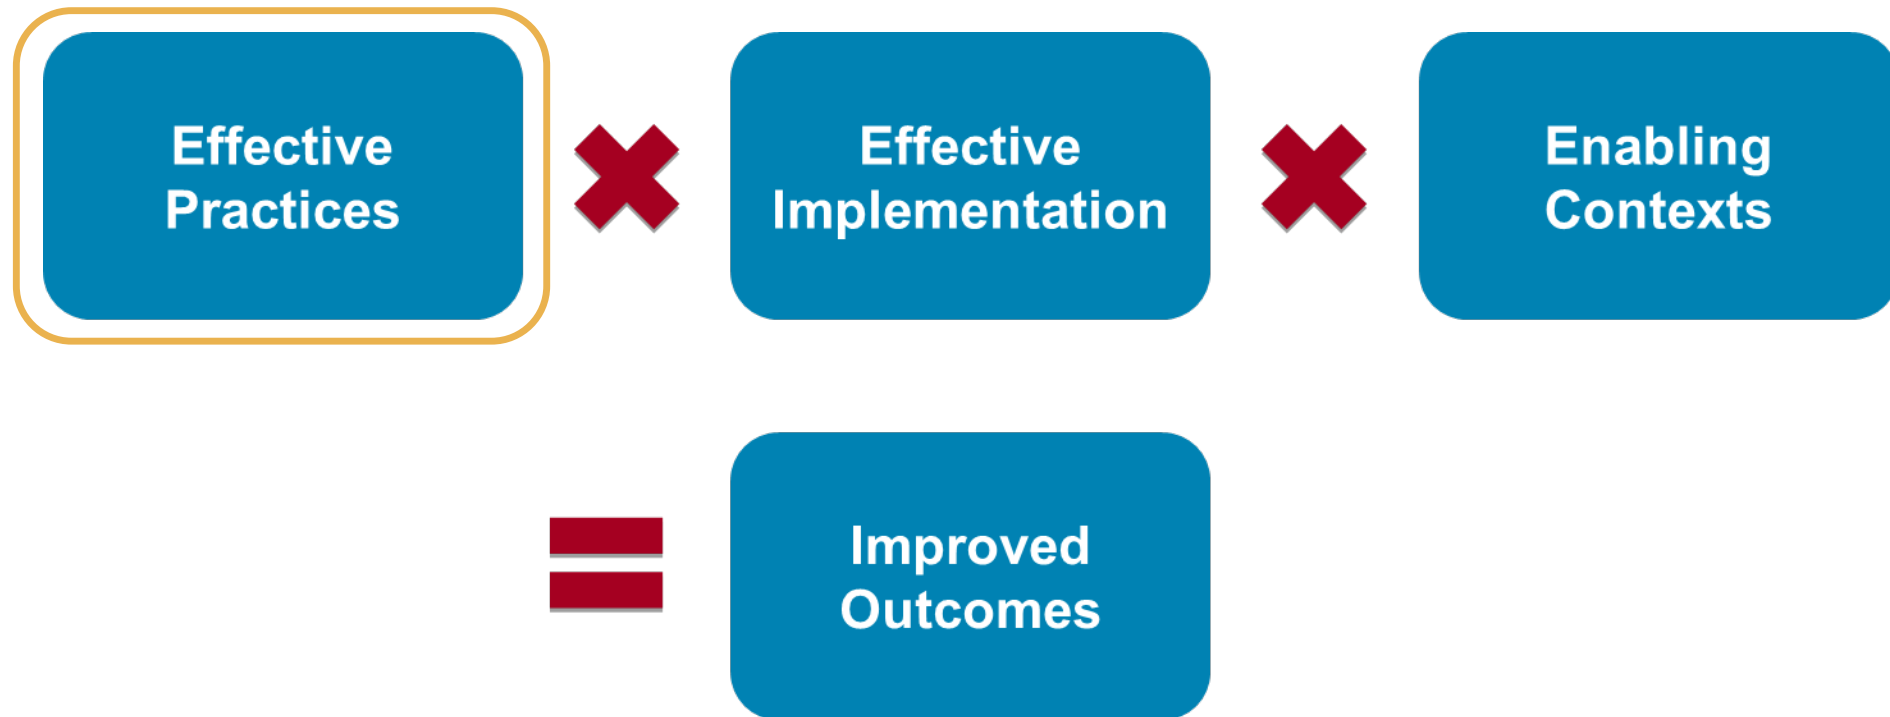 Effective
Practices
Effective
Implementation
Enabling
Contexts
Improved
Outcomes